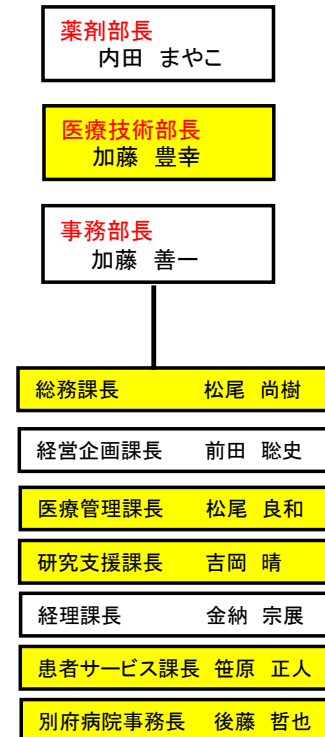 薬剤部長
内田 まやこ
医療技術部長
加藤 豊幸
事務部長
加藤 善一
総務課長 松尾 尚樹
経営企画課長 前田 聡史
医療管理課長 松尾 良和
研究支援課長 吉岡 晴
経理課長 金納 宗展
患者サービス課長 笹原 正人
別府病院事務長 後藤 哲也